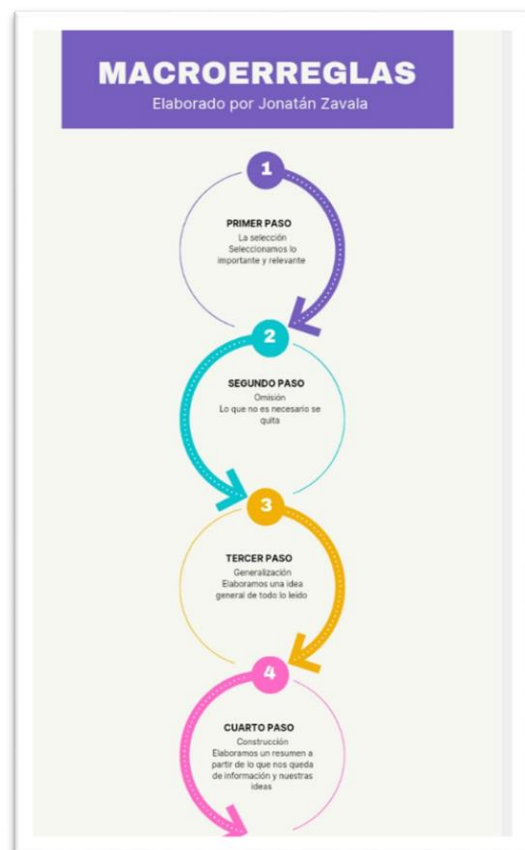 MACROERREGLAS
Elaborado por Jonatán Zavala
1
PRIMER PASO
La selección
Seleccionamos lo
importante y relevante
2
SEGUNDO PASO
Omisión
Lo que no es necesario se
quita
3
TERCER PASO
Generalización
Elaboramos una idea
general de todo lo leído
4
CUARTO PASO
Construcción
Elaboramos un resumen a
partir de lo que nos queda
de información y nuestras
ideas